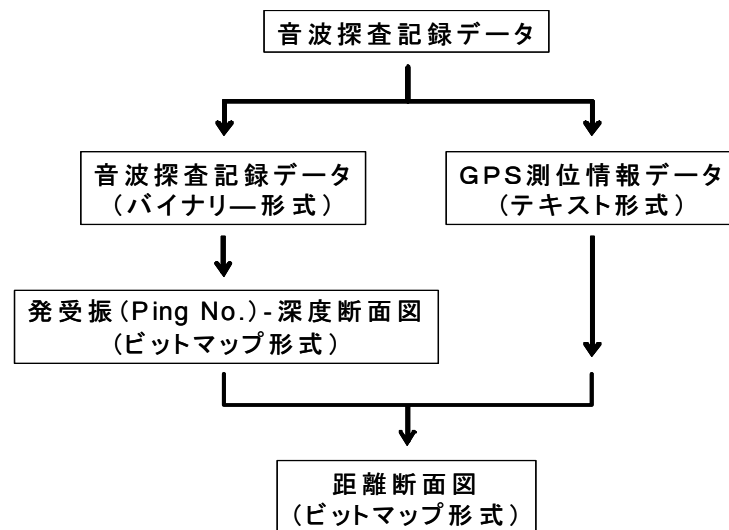 音波探査記録データ
音波探査記録データ
(バイナリ―形式)
GPS測位情報データ
(テキスト形式)
発受振(Ping No.)-深度断面図
(ビットマップ形式)
距離断面図
(ビットマップ形式)